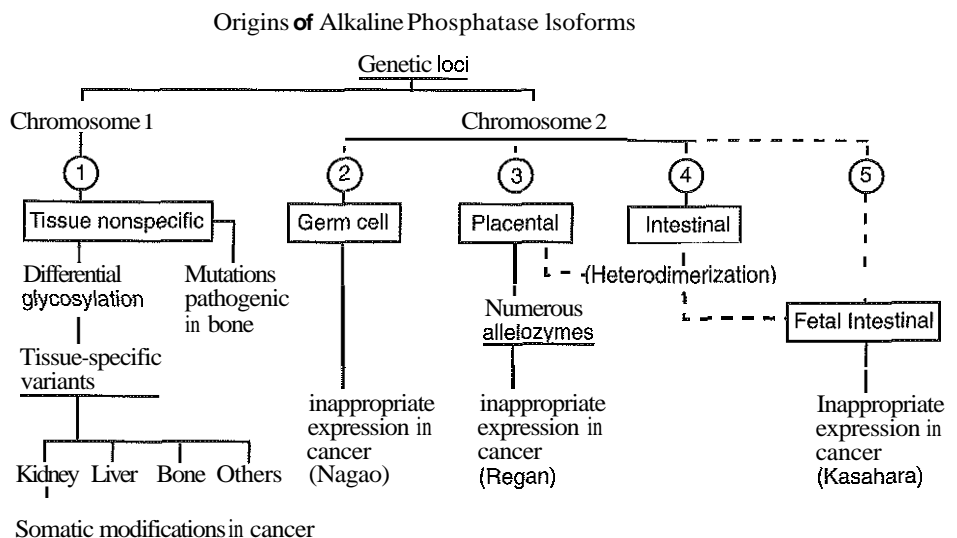 Origins of Alkaline Phosphatase Isoforms
Genetic loci
Chromosome 1
Chromosome 2
1
2
3
4
5
Tissue nonspecific
Germ cell
Placental
Intestinal
Differential
glycosylation
Mutations
pathogenic
in bone
(Heterodimerization)
Numerous
allelozymes
Fetal Intestinal
Tissue-specific
variants
inappropriate
expression in
cancer
(Nagao)
inappropriate
expression in
cancer
(Regan)
Inappropriate
expression in
cancer
(Kasahara)
Kidney Liver Bone Others
Somatic modifications in cancer